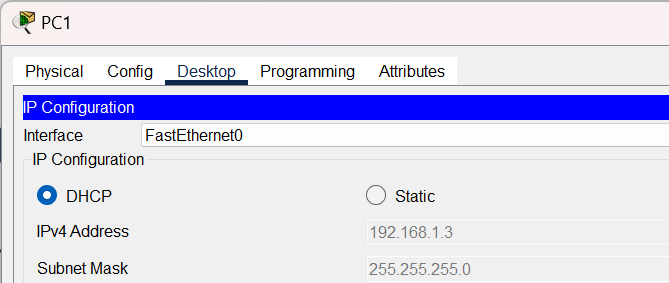 PC1
Physical Config Desktop Programming Attributes
IP Configuration
Interface FastEthernet0
IP Configuration
DHCP Static
IPv4 Address 192.168.1.3
Subnet Mask 255.255.255.0